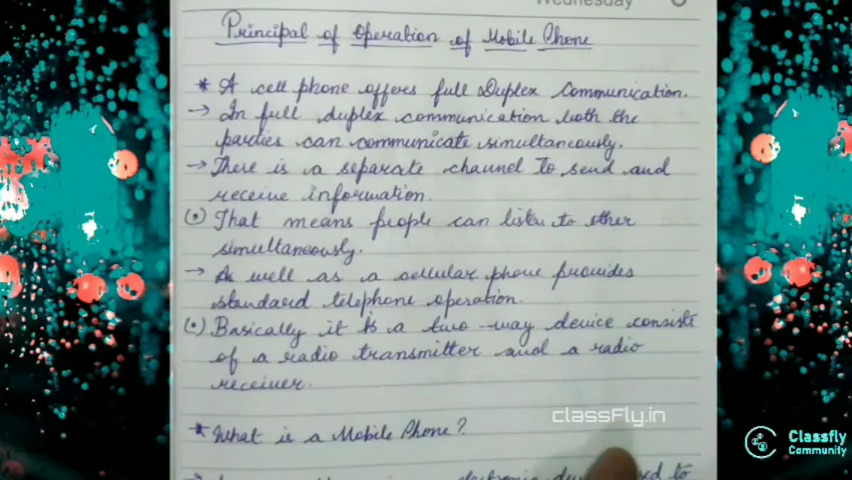 Wednesday
Principal of Operation of Mobile Phone
* A cell phone offers full Duplex Communication.
→ In full duplex communication both the
parties can communicate simultaneously.
→ There is a separate channel To send and
receive information.
(•) That means people can listen to other
simultaneously.
→ As well as a cellular phone provides
standard telephone operation.
(•) Basically it is a two-way device consists
of a radio transmitter and a radio
receiver.
classFly.in
* What is a Mobile Phone?
Classfly
Community
electronic
to